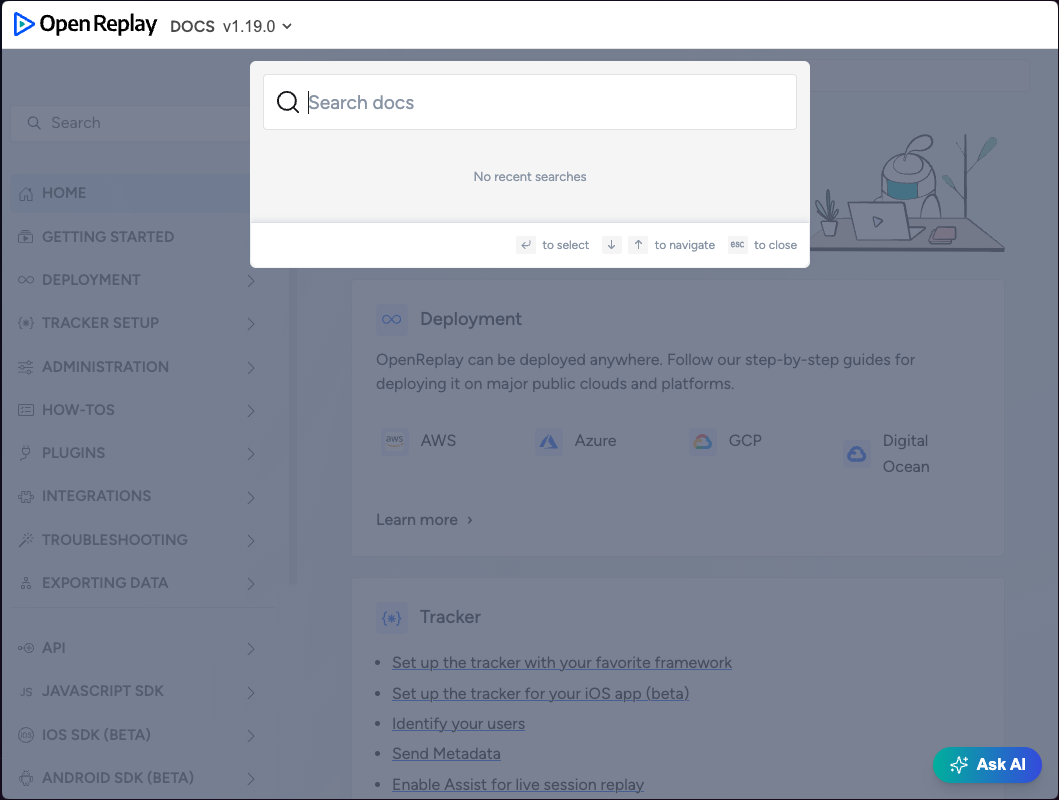 OpenReplay DOCS v1.19.0
Search docs
No recent searches
to select to navigate esc to close
Search
HOME
GETTING STARTED
DEPLOYMENT
TRACKER SETUP
ADMINISTRATION
HOW-TOS
PLUGINS
INTEGRATIONS
TROUBLESHOOTING
EXPORTING DATA
API
JS JAVASCRIPT SDK
iOS IOS SDK (BETA)
ANDROID SDK (BETA)
Deployment
OpenReplay can be deployed anywhere. Follow our step-by-step guides for
deploying it on major public clouds and platforms.
aws AWS
Azure
GCP
Digital
Ocean
Learn more
Tracker
Set up the tracker with your favorite framework
Set up the tracker for your iOS app (beta)
Identify your users
Send Metadata
Enable Assist for live session replay
Ask AI